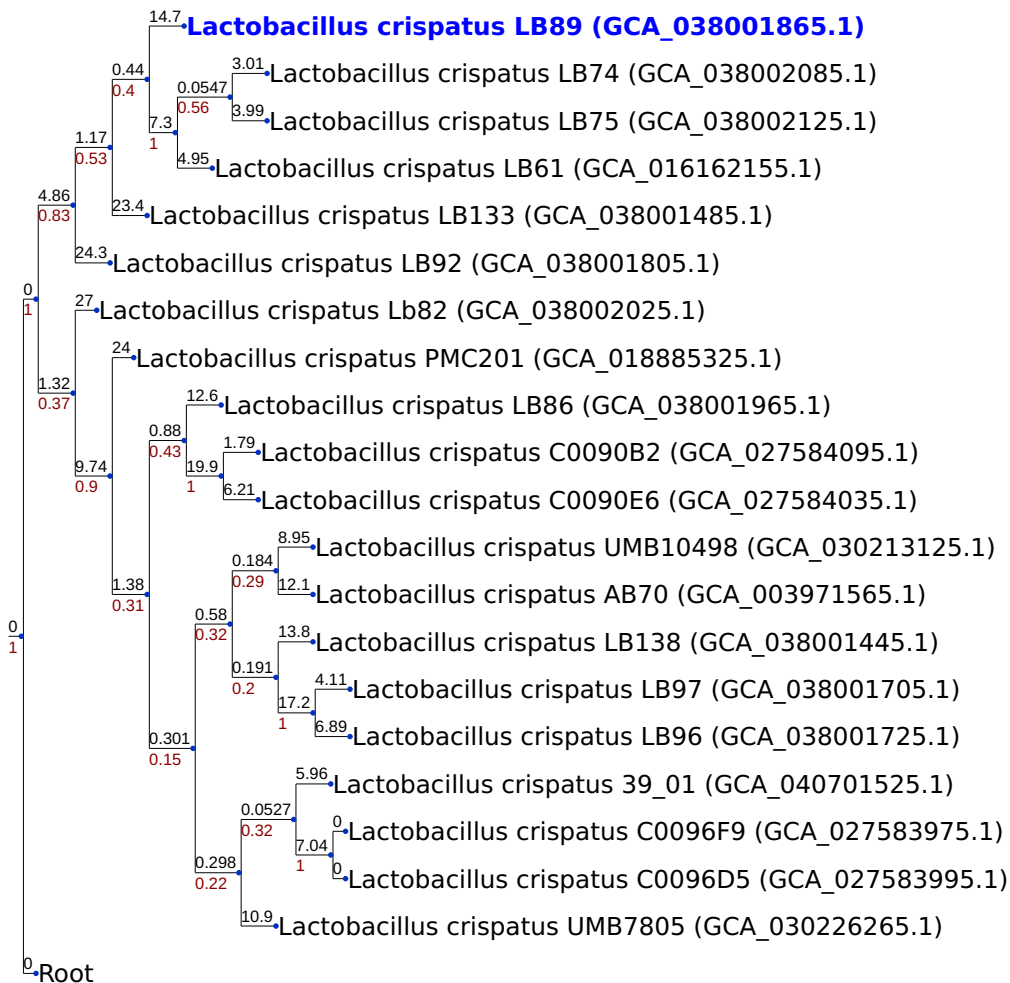 14.7 Lactobacillus crispatus LB89 (GCA_038001865.1)
0.44
0.4
3.01 Lactobacillus crispatus LB74 (GCA_038002085.1)
0.0547
0.56
3.99 Lactobacillus crispatus LB75 (GCA_038002125.1)
7.3
1
1.17
0.53
4.95 Lactobacillus crispatus LB61 (GCA_016162155.1)
4.86
0.83
23.4 Lactobacillus crispatus LB133 (GCA_038001485.1)
24.3 Lactobacillus crispatus LB92 (GCA_038001805.1)
0
1
27 Lactobacillus crispatus Lb82 (GCA_038002025.1)
24 Lactobacillus crispatus PMC201 (GCA_018885325.1)
1.32
0.37
12.6 Lactobacillus crispatus LB86 (GCA_038001965.1)
0.88
0.43
1.79 Lactobacillus crispatus C0090B2 (GCA_027584095.1)
9.74
0.9
19.9
1
6.21 Lactobacillus crispatus C0090E6 (GCA_027584035.1)
8.95 Lactobacillus crispatus UMB10498 (GCA_030213125.1)
0.184
0.29
1.38
0.31
12.1 Lactobacillus crispatus AB70 (GCA_003971565.1)
0.58
0.32
0
1
13.8 Lactobacillus crispatus LB138 (GCA_038001445.1)
0.191
0.2
4.11 Lactobacillus crispatus LB97 (GCA_038001705.1)
17.2
1
6.89 Lactobacillus crispatus LB96 (GCA_038001725.1)
0.301
0.15
5.96 Lactobacillus crispatus 39_01 (GCA_040701525.1)
0.0527
0.32
0 Lactobacillus crispatus C0096F9 (GCA_027583975.1)
7.04
1
0.298
0.22
0 Lactobacillus crispatus C0096D5 (GCA_027583995.1)
10.9 Lactobacillus crispatus UMB7805 (GCA_030226265.1)
0 Root